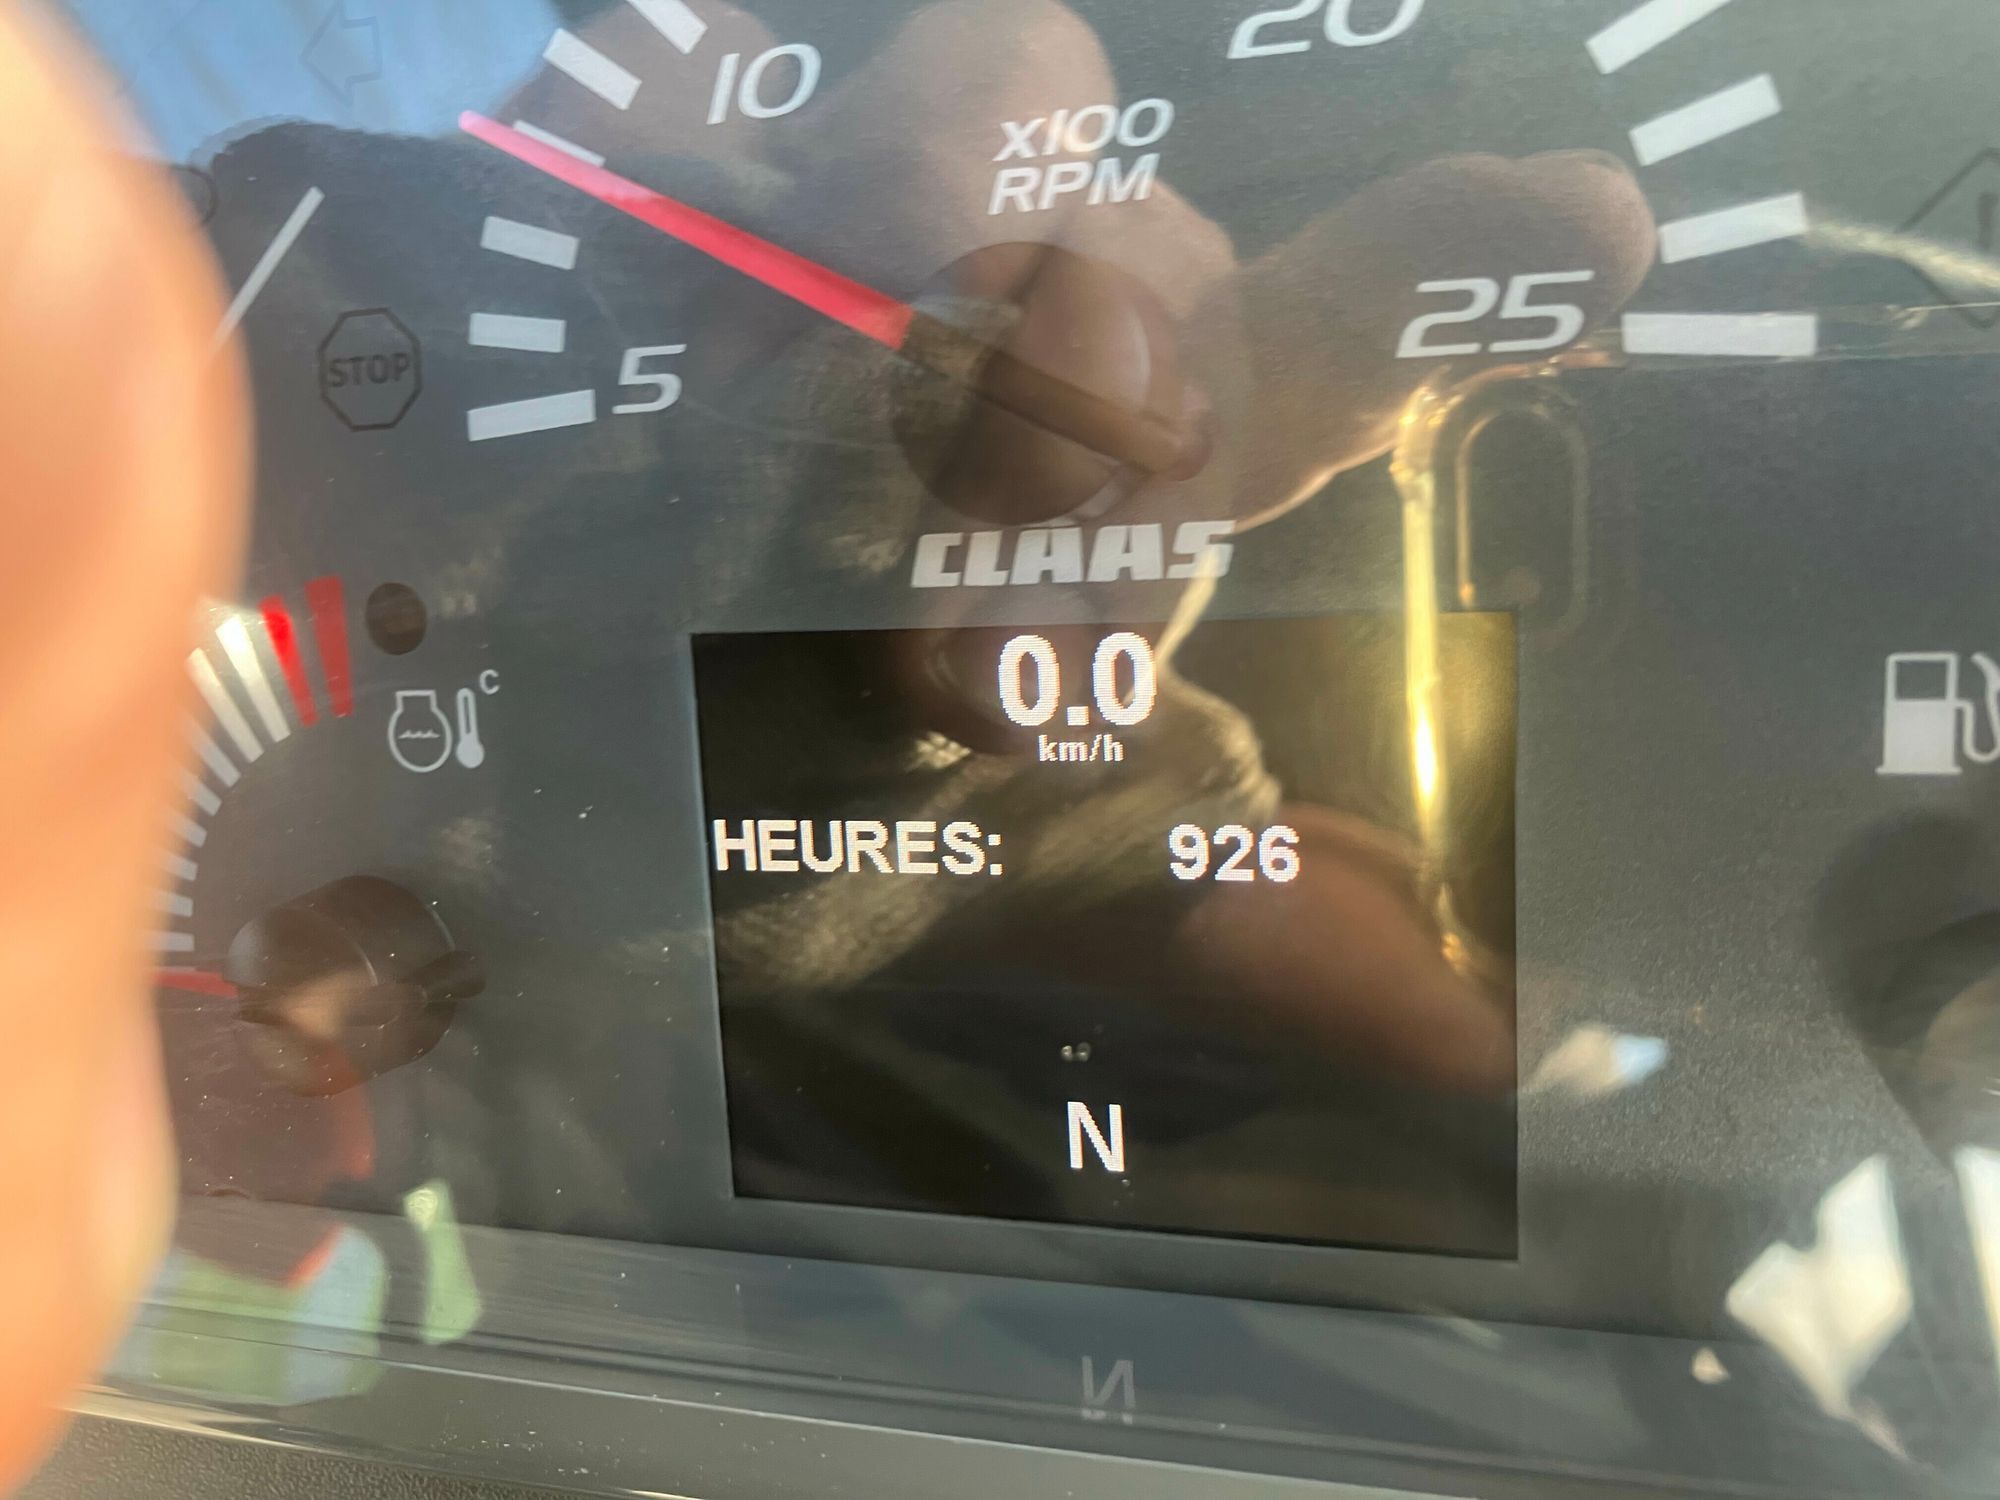 20
10
X100
RPM
25
STOP
5
CLAAS
0.0
km/h
C
HEURES: 926
N